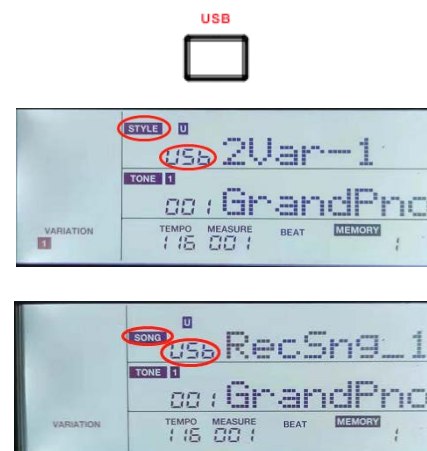 USB
STYLE U
USb 2Var-1
TONE 1
001 GrandPno
VARIATION TEMPO MEASURE BEAT MEMORY
1 116 001 1
U
SONG
USb RecSng_1
TONE 1
001 GrandPno
VARIATION TEMPO MEASURE BEAT MEMORY
116 001 1